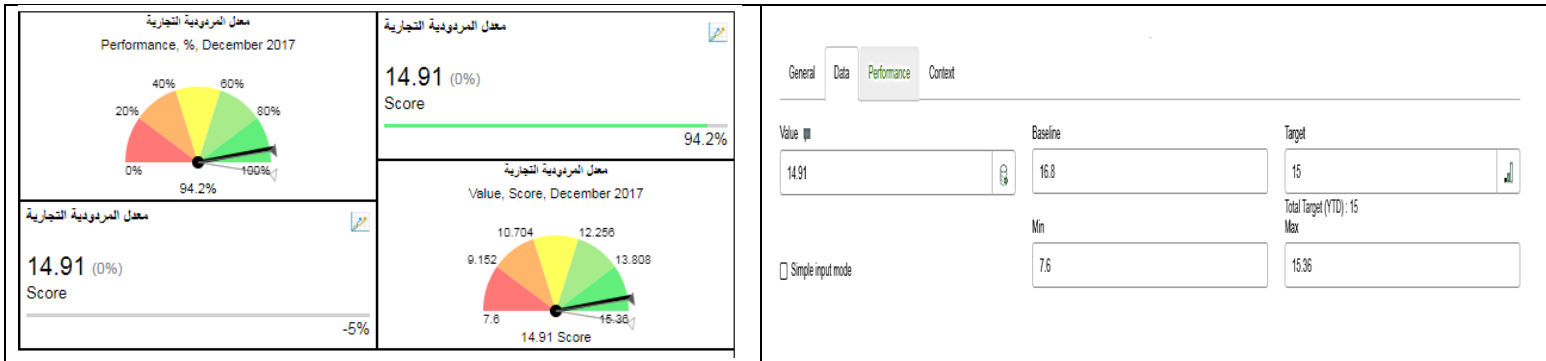 معدل المردودية التجارية
Performance, %, December 2017
40%
60%
20%
80%
0%
100%
94.2%
معدل المردودية التجارية
14.91 (0%)
Score
94.2%
معدل المردودية التجارية
14.91 (0%)
Score
-5%
معدل المردودية التجارية
Value, Score, December 2017
10.704
12.256
9.152
13.808
7.6
15.36
14.91 Score
General Data Performance Context
Value Baseline Target
14.91 16.8 15
Total Target (YTD) : 15
Min Max
Simple input mode 7.6 15.36